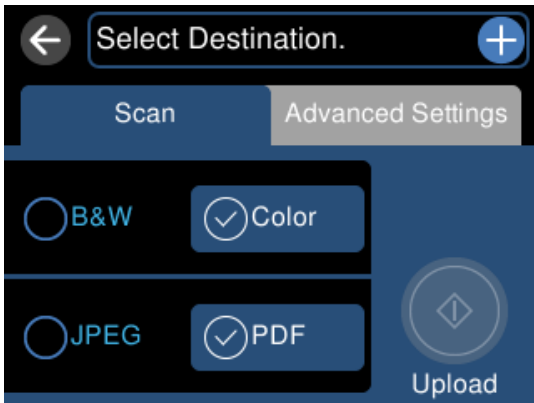 Select Destination.
Scan
Advanced Settings
B&W
Color
JPEG
PDF
Upload